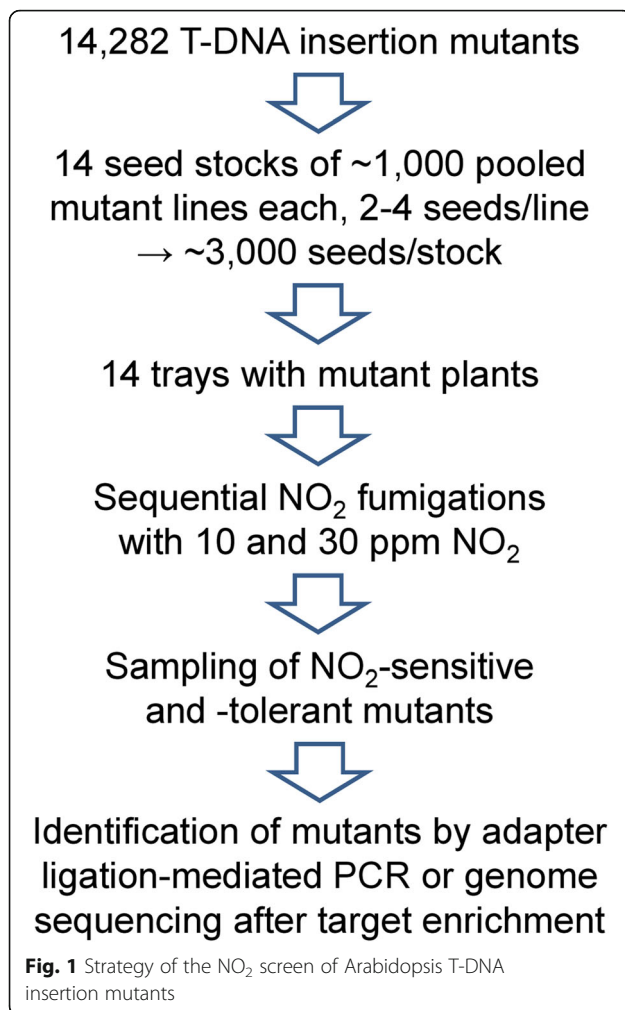 14,282 T-DNA insertion mutants
14 seed stocks of ~1,000 pooled
mutant lines each, 2-4 seeds/line
→ ~3,000 seeds/stock
14 trays with mutant plants
Sequential NO₂ fumigations
with 10 and 30 ppm NO₂
Sampling of NO₂-sensitive
and -tolerant mutants
Identification of mutants by adapter
ligation-mediated PCR or genome
sequencing after target enrichment
Fig. 1 Strategy of the NO₂ screen of Arabidopsis T-DNA
insertion mutants